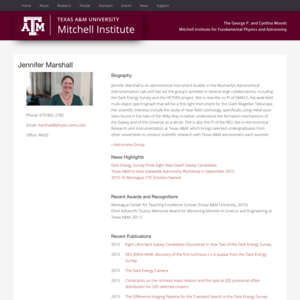 Home About Research People Outreach Events News Contact
TEXAS A&M UNIVERSITY
Mitchell Institute
The George P. and Cynthia Woods
Mitchell Institute for Fundamental Physics and Astronomy
Jennifer Marshall
Biography
Jennifer Marshall is an astronomical instrument builder in the Munnerlyn Astronomical
Instrumentation Lab and has led the group's activities in several large collaborations, including
the Dark Energy Survey and the HETDEX project. She is now the co-PI of GMACS, the wide field
multi-object spectrograph that will be a first light instrument for the Giant Magellan Telescope.
Her scientific interests include the study of near-field cosmology, specifically using metal-poor
stars found in the halo of the Milky Way to better understand the formation mechanisms of
the Galaxy and of the Universe as a whole. She is also the PI of the REU Site in Astronomical
Research and Instrumentation at Texas A&M, which brings talented undergraduates from
other universities to conduct scientific research with Texas A&M astronomers each summer.
Astronomy Group
Phone: 979-862-2782
Email: marshall@physics.tamu.edu
Office: M420
News Highlights
Dark Energy Survey Finds Eight New Dwarf Satellite Candidates
Texas A&M to Host Statewide Astronomy Workshop in September 2015
2015-16 Montague-CTE Scholars Named
Recent Awards and Recognitions
Montague-Center for Teaching Excellence Scholar (Texas A&M University, 2015)
Ethel Ashworth-Tsutsui Memorial Award for Mentoring (Women in Science and Engineering at
Texas A&M, 2011)
Recent Publications
2015 Eight Ultra-faint Galaxy Candidates Discovered in Year Two of the Dark Energy Survey
2015 DES J0454-4448: discovery of the first luminous z ≥ 6 quasar from the Dark Energy
Survey
2015 The Dark Energy Camera
2015 Constraints on the richness-mass relation and the optical-SZE positional offset
distribution for SZE-selected clusters
2015 The Difference Imaging Pipeline for the Transient Search in the Dark Energy Survey